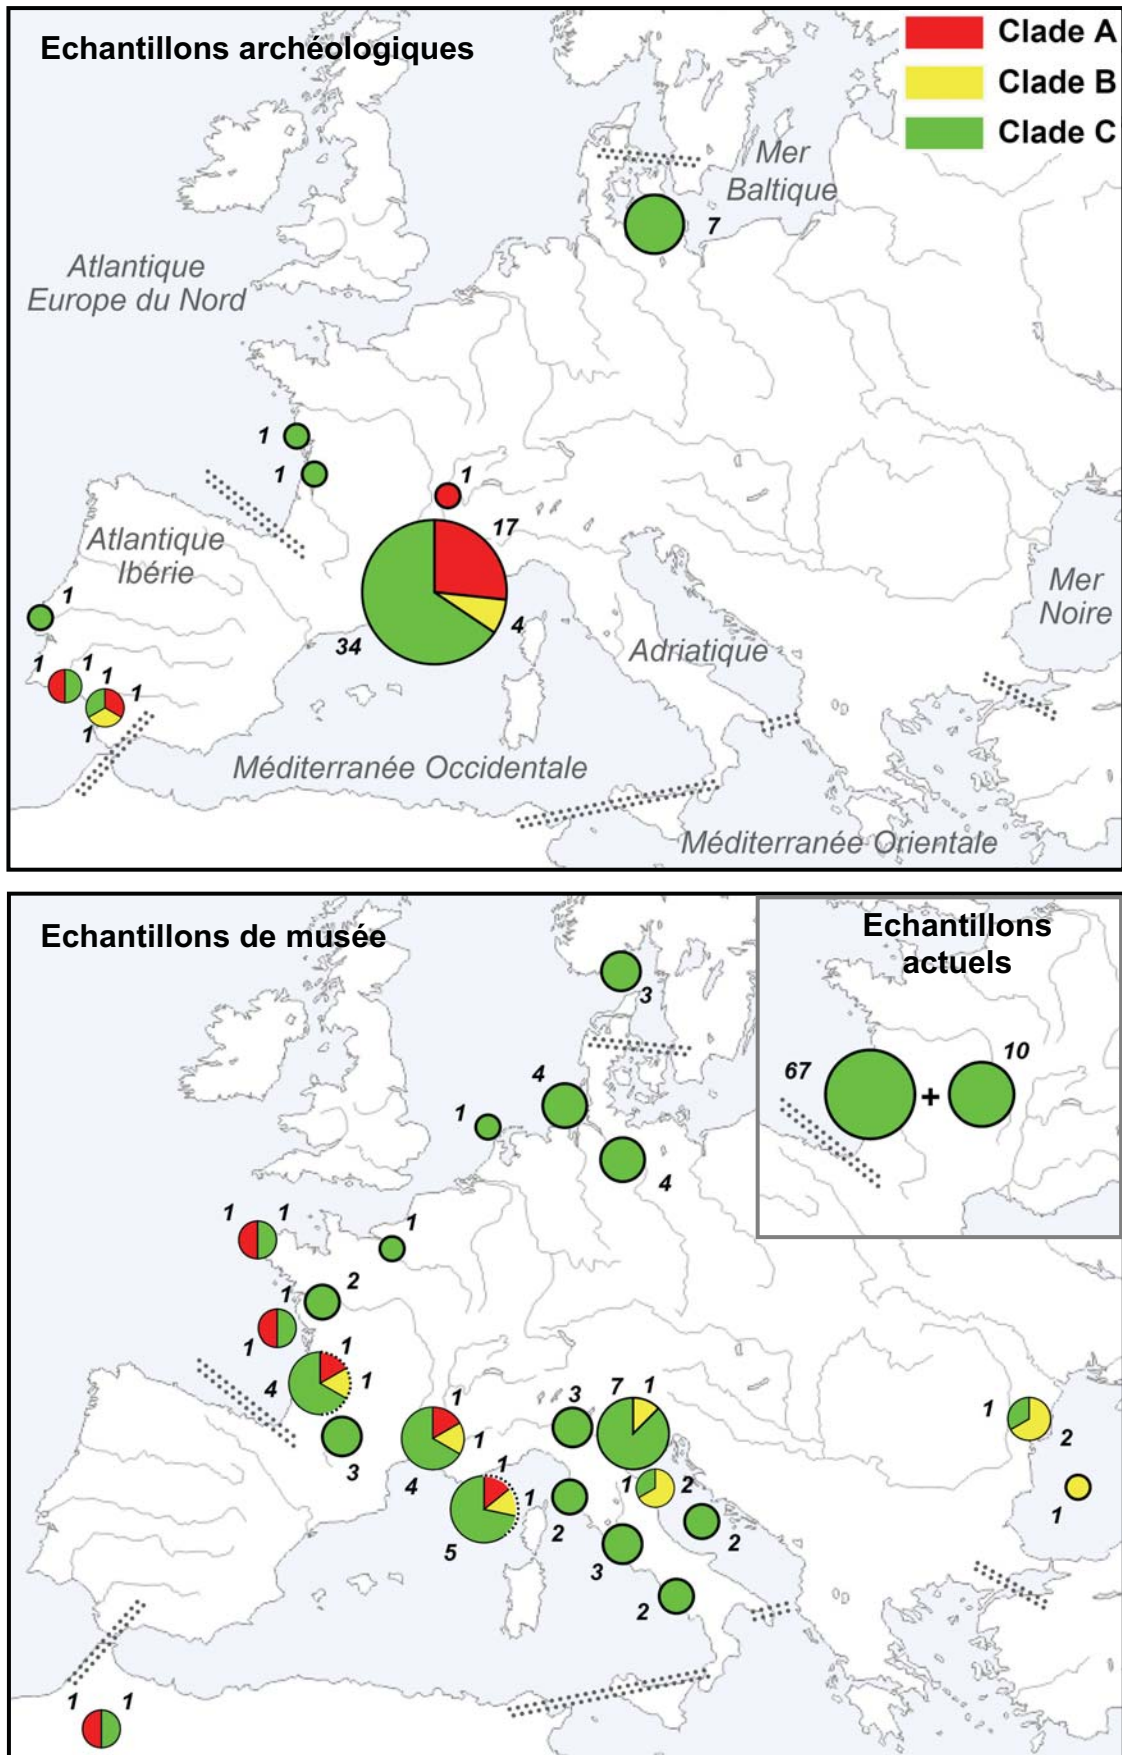 Echantillons archéologiques
Clade A
Clade B
Clade C
Mer
Baltique
7
Atlantique
Europe du Nord
1
1
1
17
4
34
Atlantique
Ibérie
1
1
1
1
1
1
Mer
Noire
Adriatique
Méditerranée Occidentale
Méditerranée Orientale
Echantillons de musée
Echantillons
actuels
67
+
10
3
4
1
4
1
1
1
2
1
1
1
4
1
3
1
1
4
1
1
5
3
7
1
1
2
2
2
3
2
1
2
1
1
1